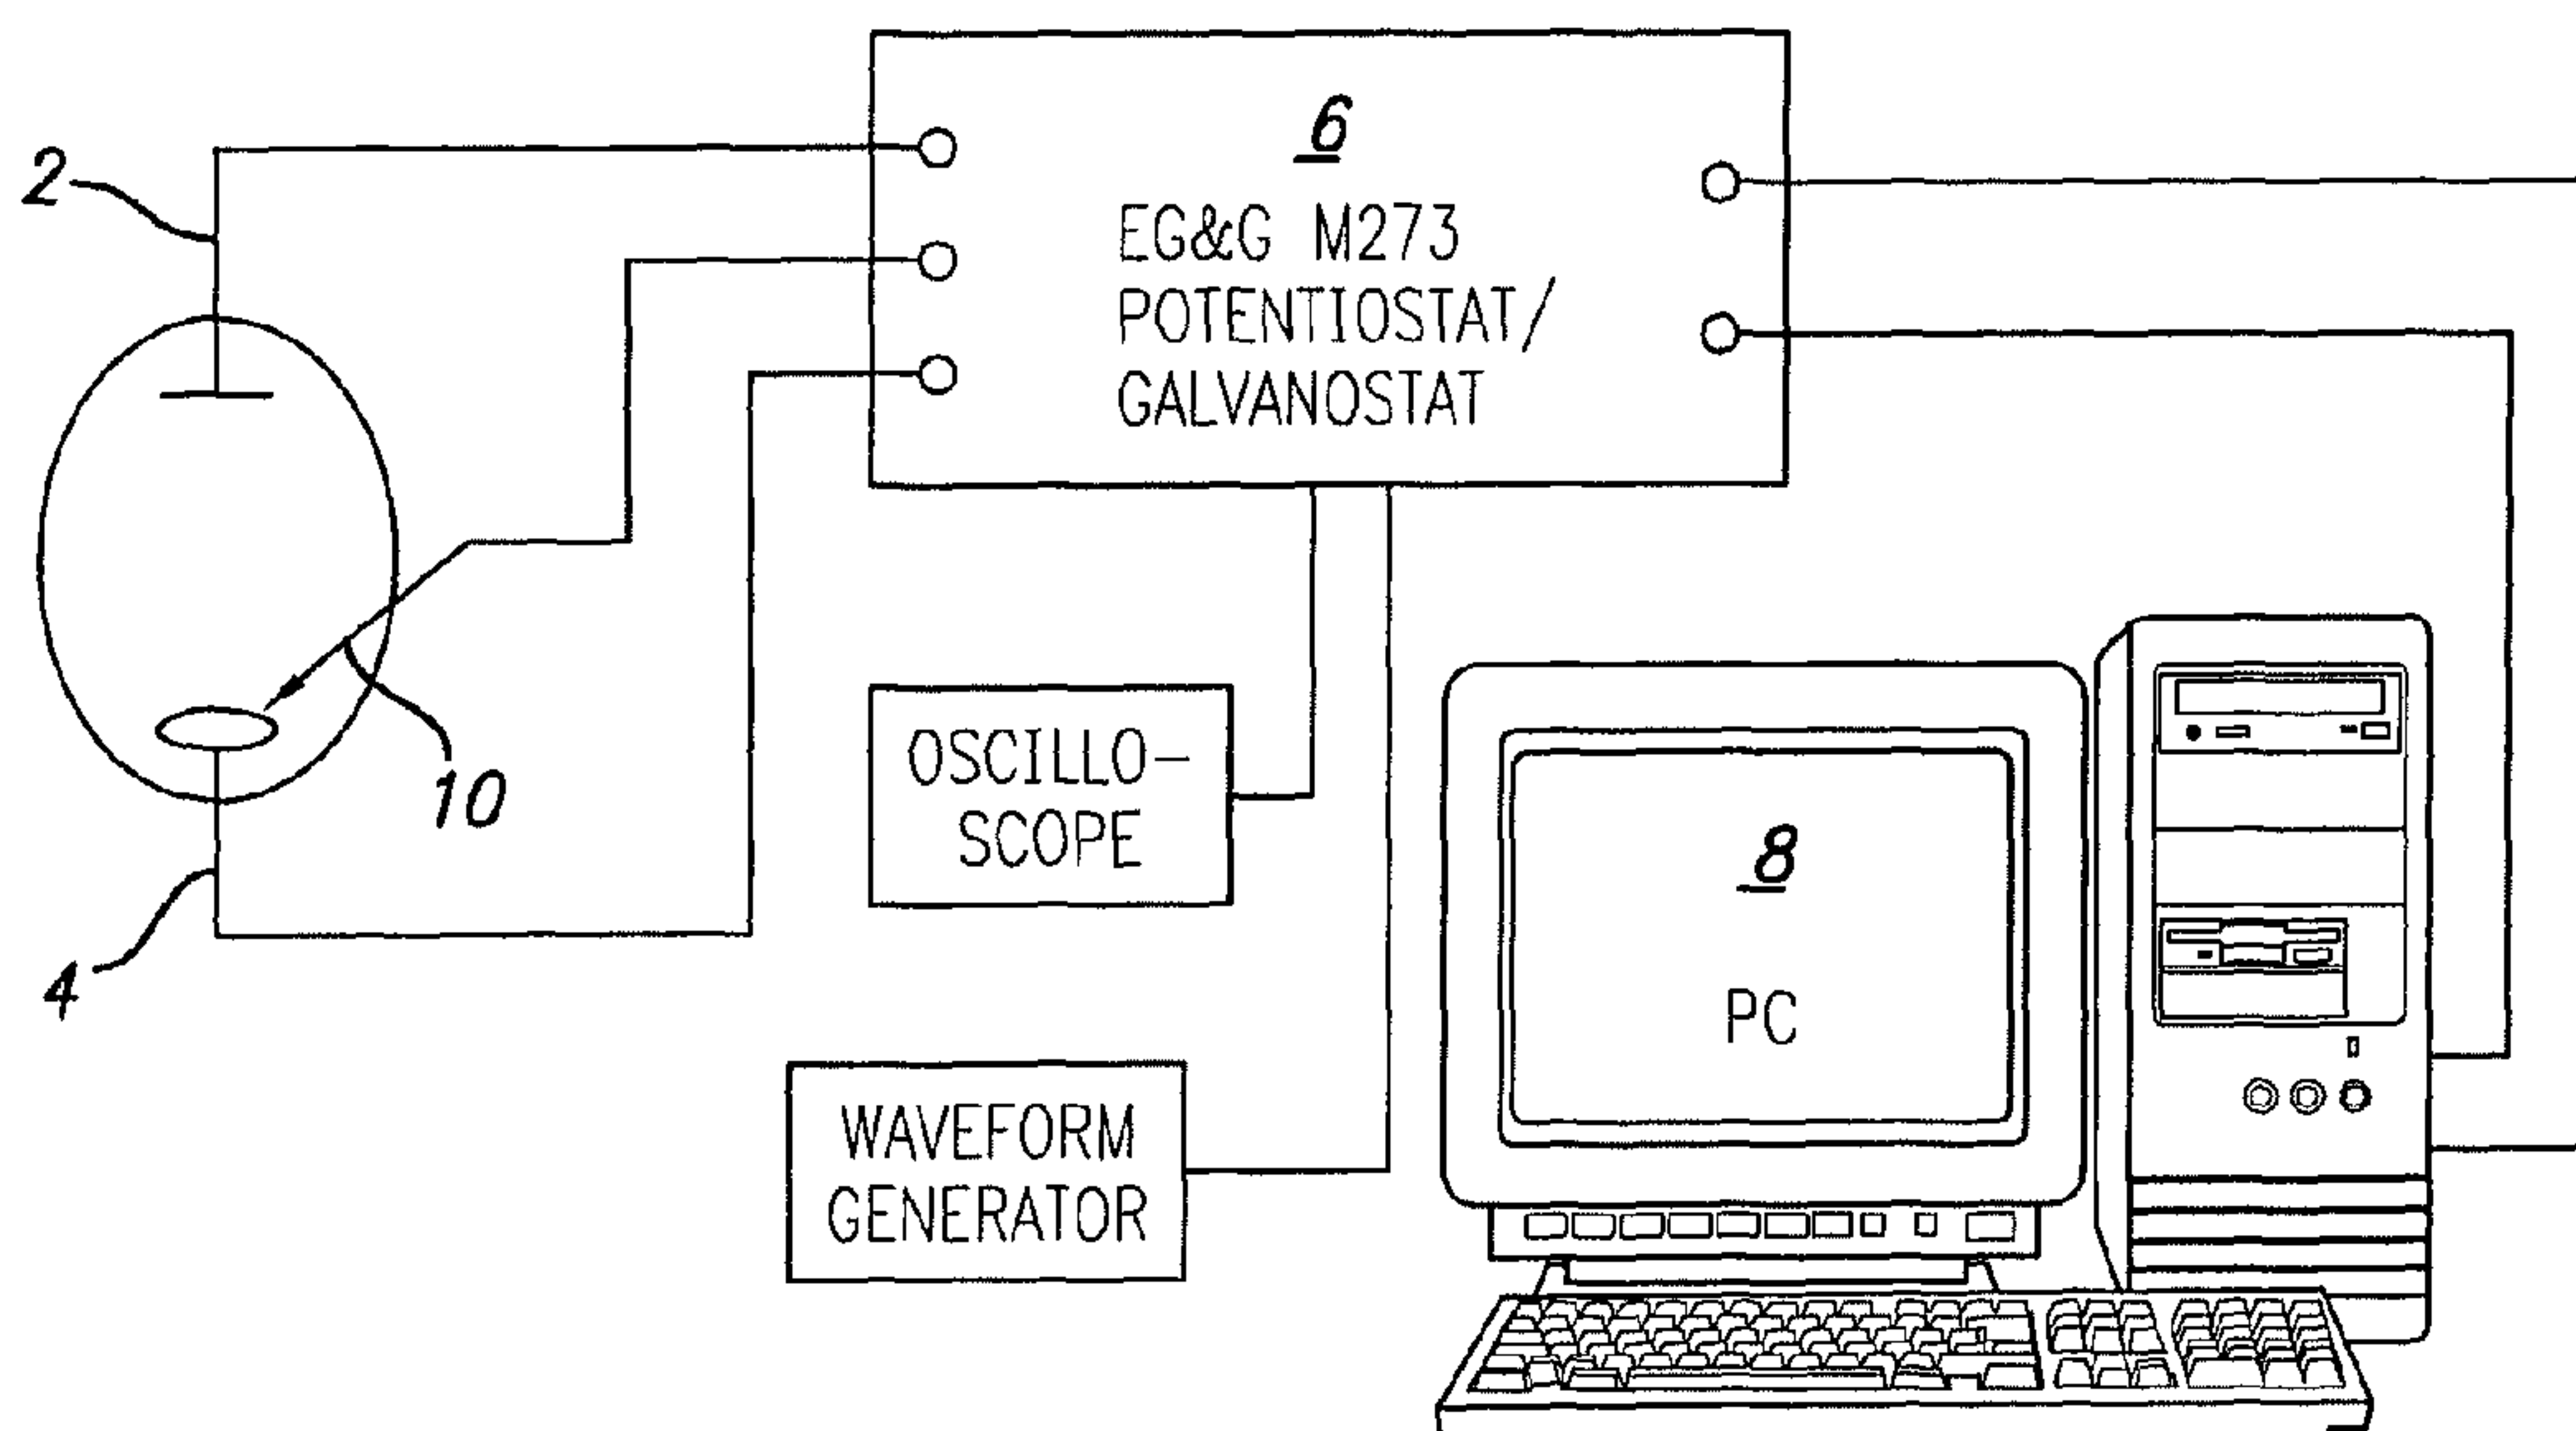 2
6
EG&G M273
POTENTIOSTAT/
GALVANOSTAT
10
4
OSCILLO-
SCOPE
8
PC
WAVEFORM
GENERATOR